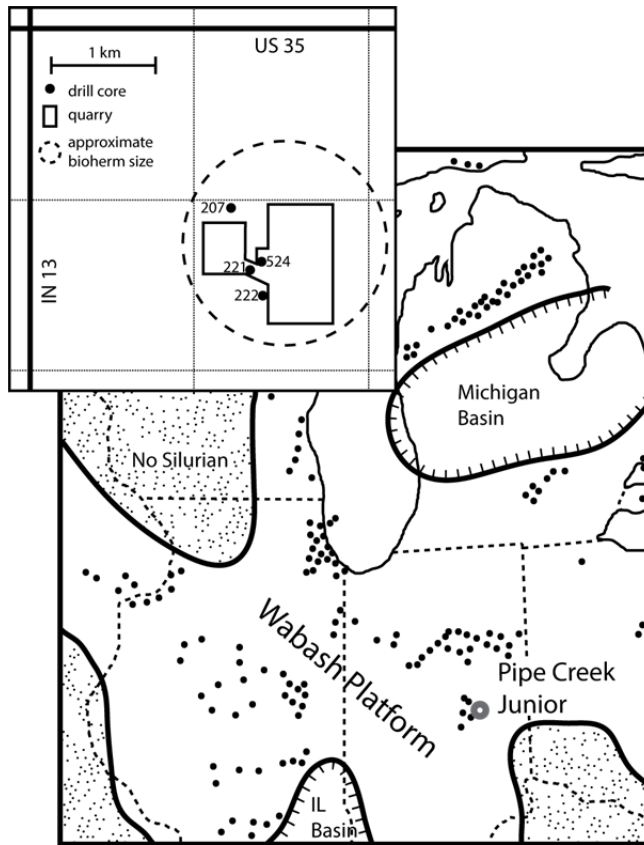 US 35
1 km
drill core
quarry
approximate
bioherm size
207
524
221
222
IN 13
Michigan
Basin
No Silurian
Wabash Platform
Pipe Creek
Junior
IL
Basin